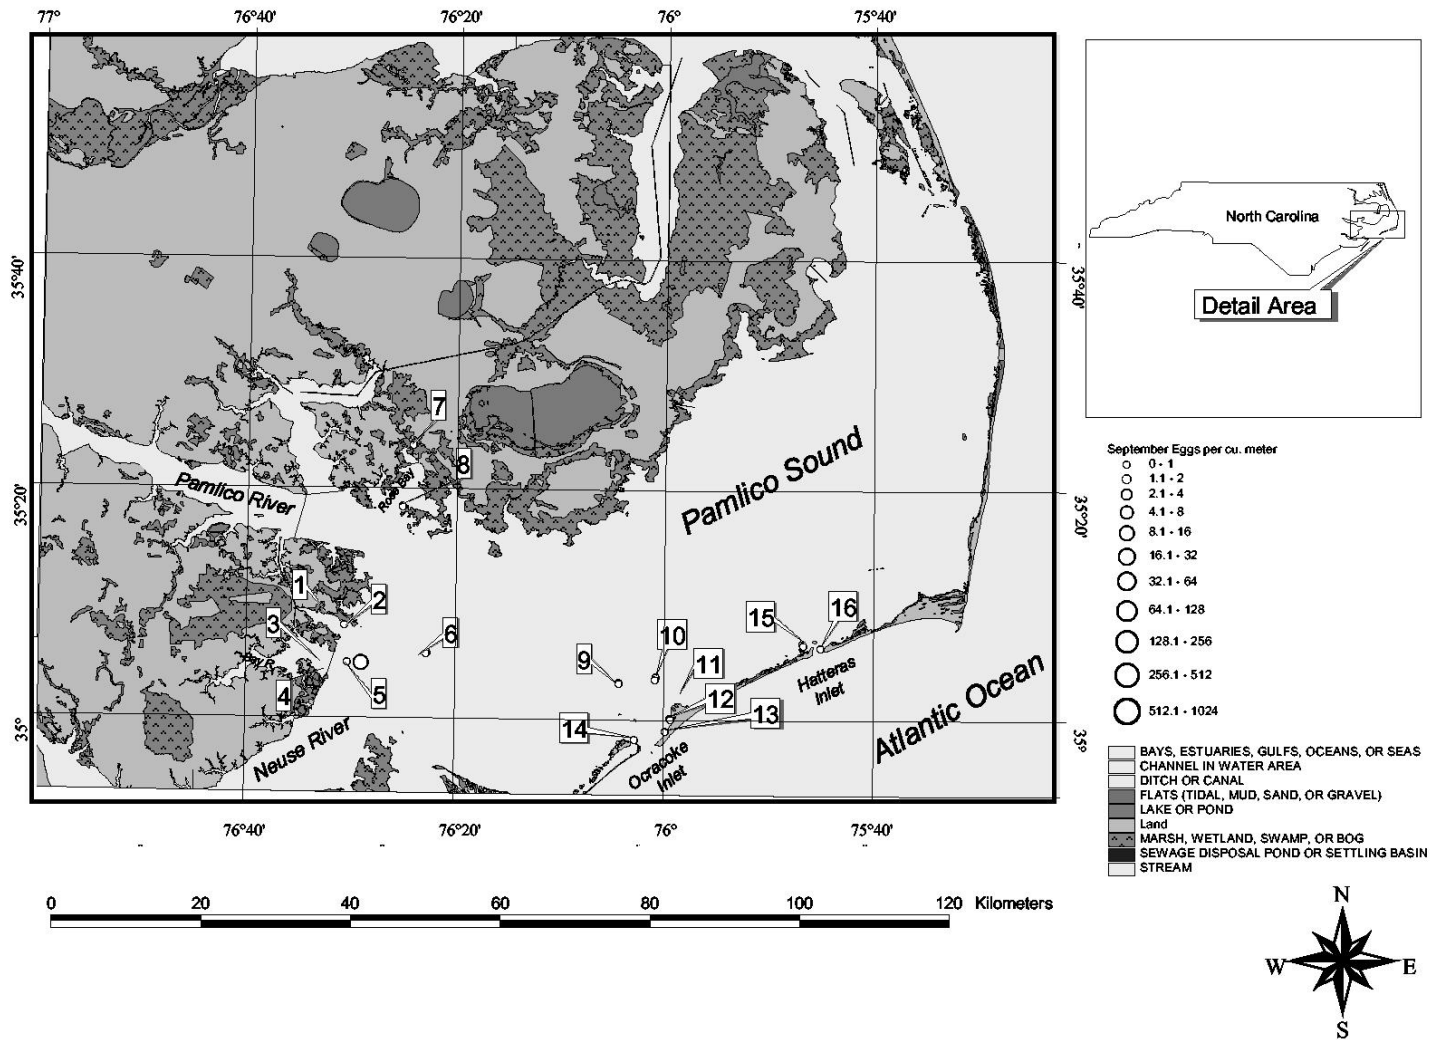 77° 76°40' 76°20' 76° 75°40'
35°40' 35°40'
North Carolina
Detail Area
7
8
Pamlico Sound
Rose Bay
Pamlico River
35°20' 35°20'
1
2
3
6
Bay R.
4
5
15
16
9
10
11
12
13
14
Hatteras
Inlet
Ocracoke
Inlet
Neuse River
Atlantic Ocean
35° 35°
76°40' 76°20' 76° 75°40'
September Eggs per cu. meter
0 - 1
1.1 - 2
2.1 - 4
4.1 - 8
8.1 - 16
16.1 - 32
32.1 - 64
64.1 - 128
128.1 - 256
256.1 - 512
512.1 - 1024
BAYS, ESTUARIES, GULFS, OCEANS, OR SEAS
CHANNEL IN WATER AREA
DITCH OR CANAL
FLATS (TIDAL, MUD, SAND, OR GRAVEL)
LAKE OR POND
Land
MARSH, WETLAND, SWAMP, OR BOG
SEWAGE DISPOSAL POND OR SETTLING BASIN
STREAM
0 20 40 60 80 100 120 Kilometers
N
W E
S